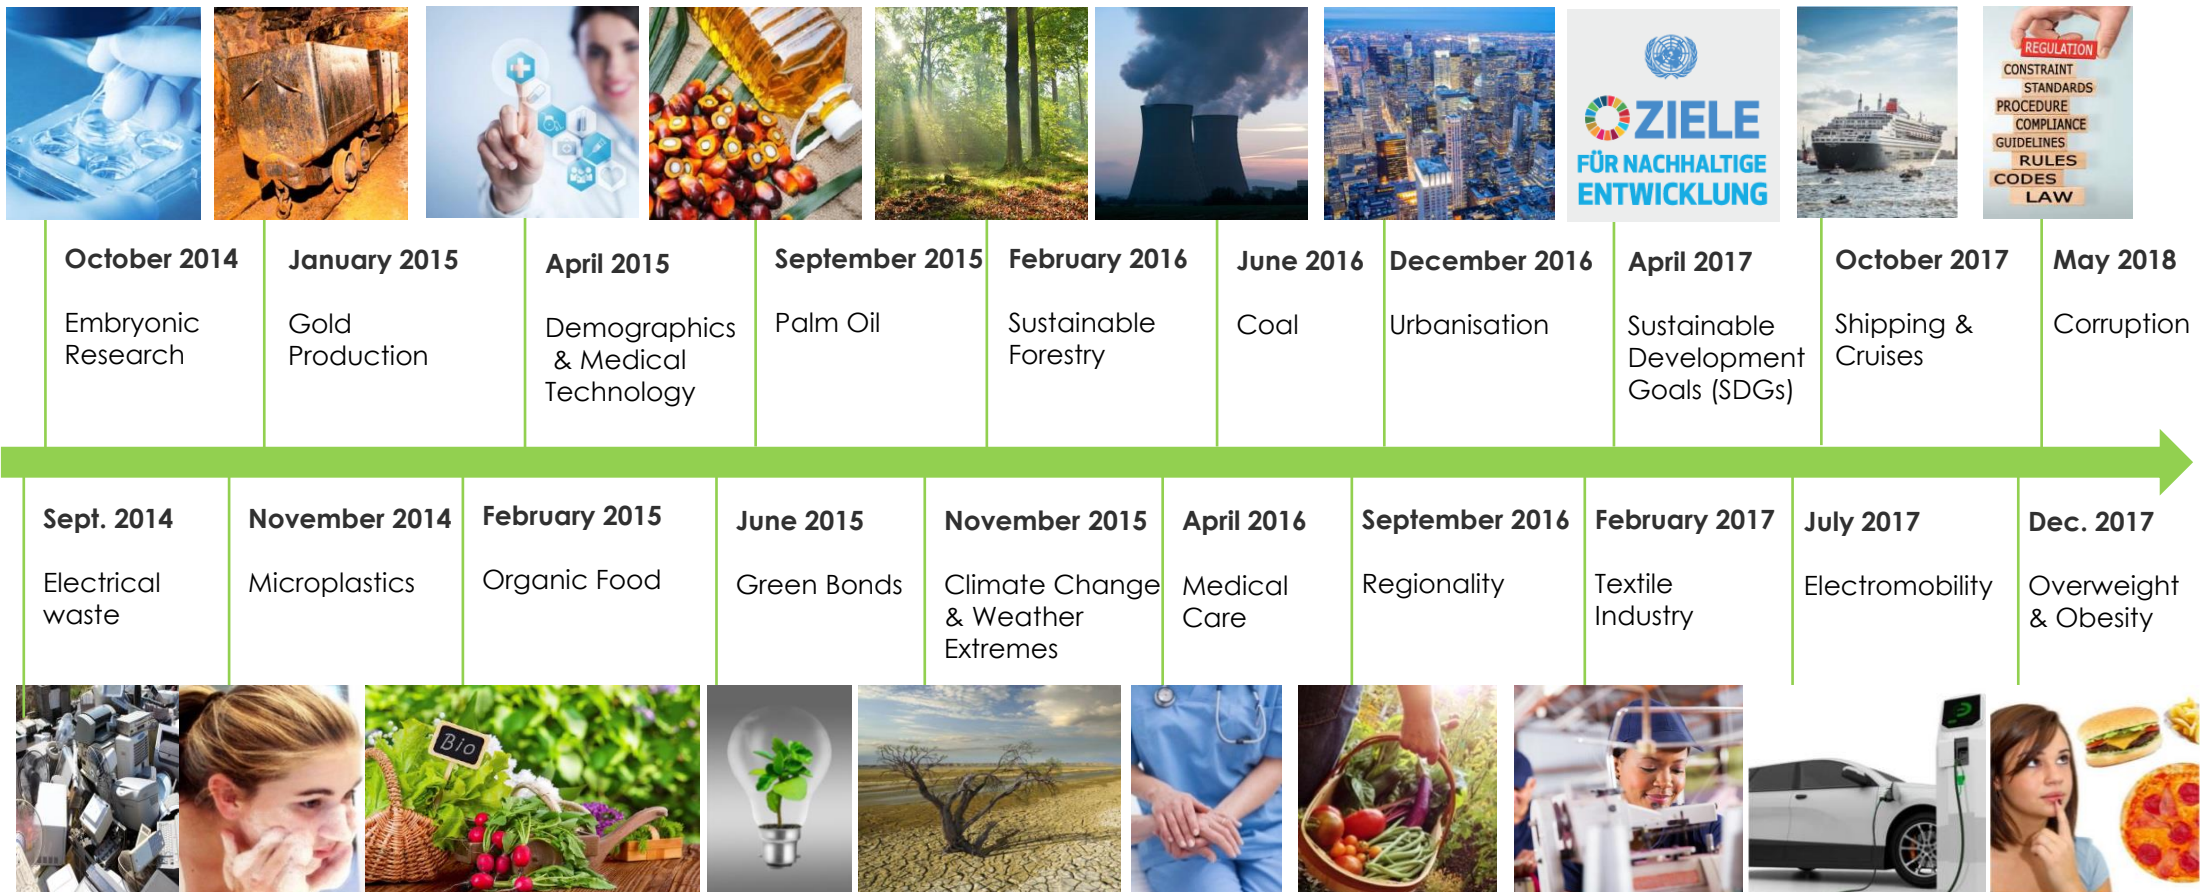 REGULATION
CONSTRAINT
STANDARDS
PROCEDURE
COMPLIANCE
GUIDELINES
RULES
CODES
LAW
ZIELE
FÜR NACHHALTIGE
ENTWICKLUNG
October 2014
Embryonic
Research
January 2015
Gold
Production
April 2015
Demographics
& Medical
Technology
September 2015
Palm Oil
February 2016
Sustainable
Forestry
June 2016
Coal
December 2016
Urbanisation
April 2017
Sustainable
Development
Goals (SDGs)
October 2017
Shipping &
Cruises
May 2018
Corruption
Sept. 2014
Electrical
waste
November 2014
Microplastics
February 2015
Organic Food
June 2015
Green Bonds
November 2015
Climate Change
& Weather
Extremes
April 2016
Medical
Care
September 2016
Regionality
February 2017
Textile
Industry
July 2017
Electromobility
Dec. 2017
Overweight
& Obesity
Bio